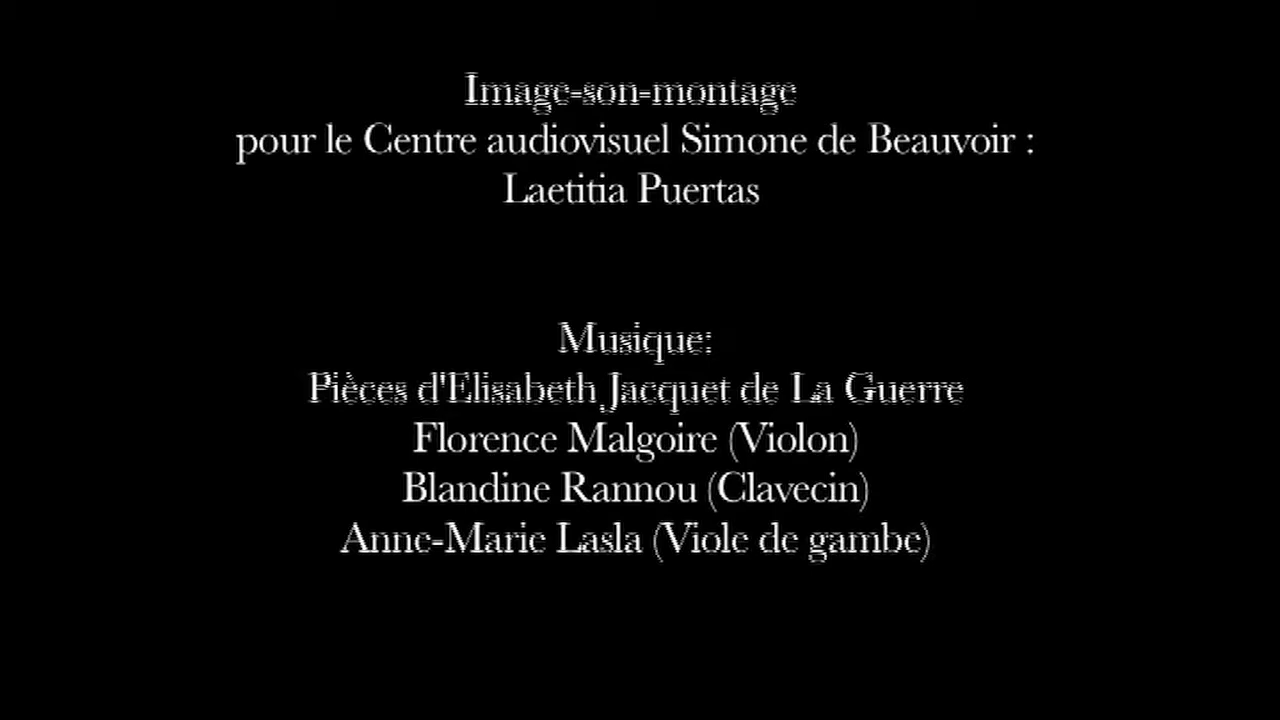 Image-son-montage
pour le Centre audiovisuel Simone de Beauvoir :
Laetitia Puertas
Musique:
Pièces d'Elisabeth Jacquet de La Guerre
Florence Malgoire (Violon)
Blandine Rannou (Clavecin)
Anne-Marie Lasla (Viole de gambe)